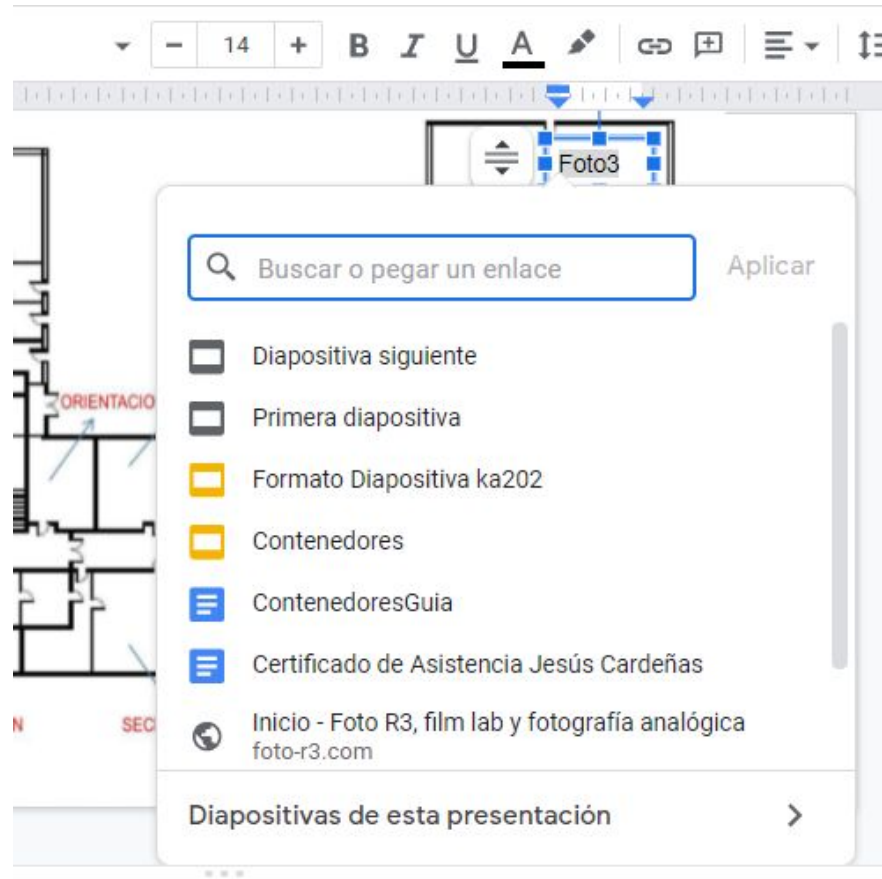 14
B I U A
Foto3
Buscar o pegar un enlace Aplicar
Diapositiva siguiente
Primera diapositiva
ORIENTACIO
Formato Diapositiva ka202
Contenedores
ContenedoresGuia
Certificado de Asistencia Jesús Cardeñas
N SEC
Inicio - Foto R3, film lab y fotografía analógica
foto-r3.com
Diapositivas de esta presentación